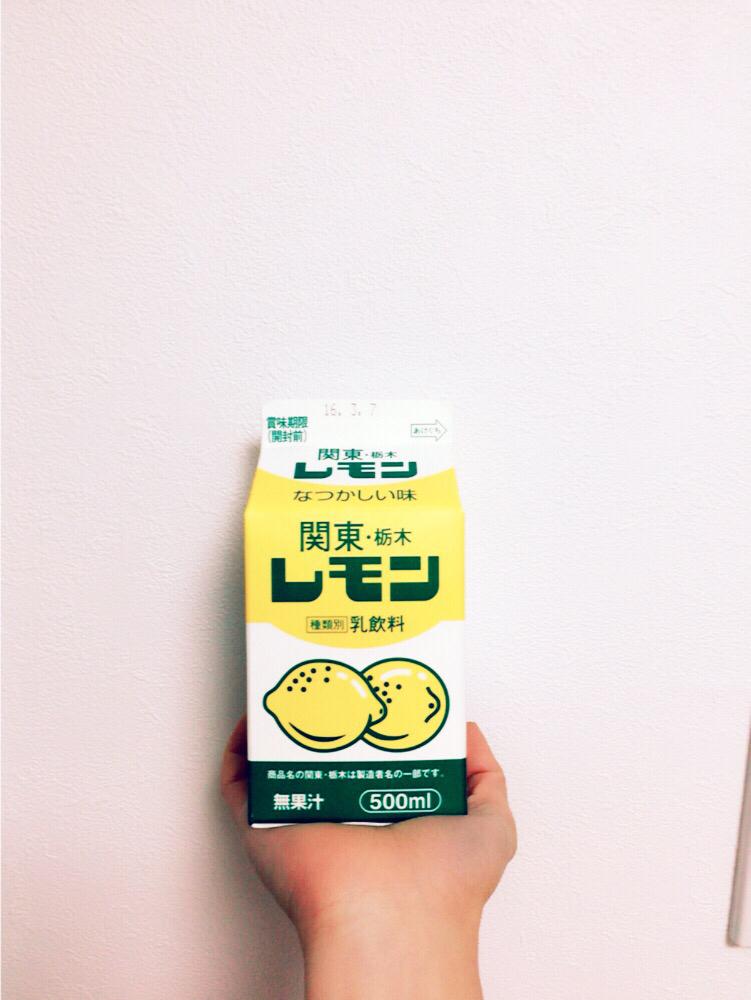 16. 3. 7
賞味期限
(開封前)
あけぐち
関東・栃木
レモン
なつかしい味
関東・栃木
レモン
種類別 乳飲料
商品名の関東・栃木は製造者名の一部です。
無果汁 500ml